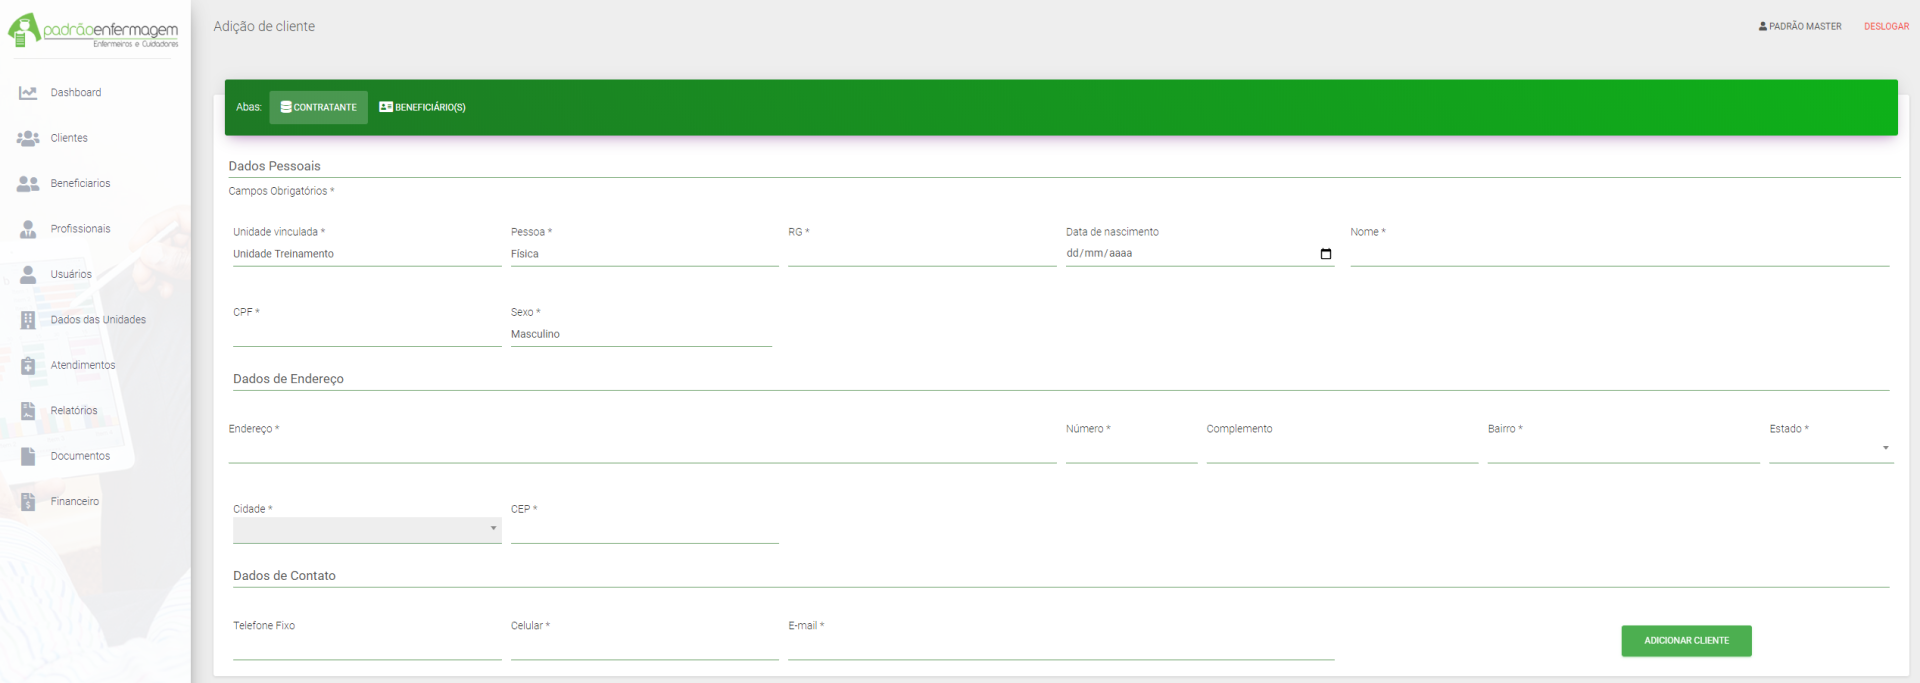 padrãoenfermagem
Enfermeiros e Cuidadores
Adição de cliente
PADRÃO MASTER
DESLOGAR
Dashboard
Clientes
Beneficiarios
Profissionais
Usuários
Dados das Unidades
Atendimentos
Relatórios
Documentos
Financeiro
Abas: CONTRATANTE BENEFICIÁRIO(S)
Dados Pessoais
Campos Obrigatórios *
Unidade vinculada * Pessoa * RG * Data de nascimento Nome *
Unidade Treinamento Física dd/mm/aaaa
CPF * Sexo *
Masculino
Dados de Endereço
Endereço * Número * Complemento Bairro * Estado *
Cidade * CEP *
Dados de Contato
Telefone Fixo Celular * E-mail *
ADICIONAR CLIENTE